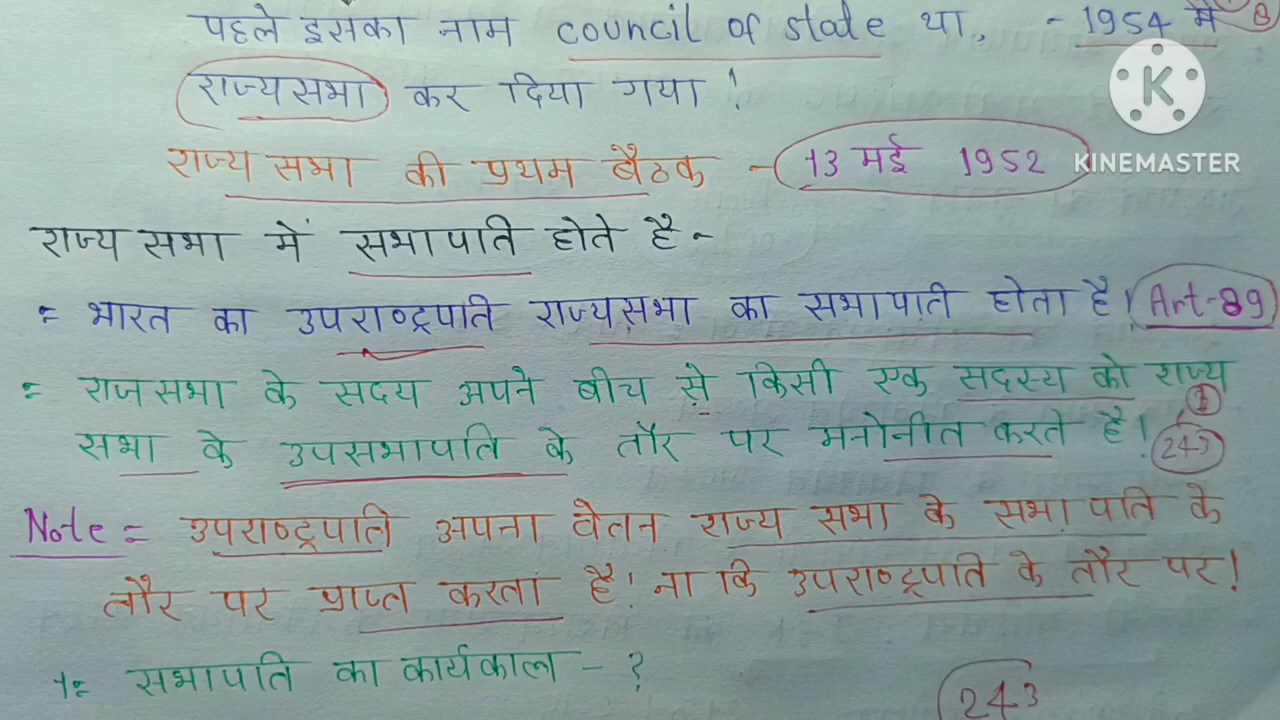 पहले इसका नाम council of state था, - 1954 में
राज्यसभा कर दिया गया!
राज्य सभा की प्रथम बैठक - 13 मई 1952
KINEMASTER
राज्य सभा में सभापति होते है -
= भारत का उपराष्ट्रपति राज्यसभा का सभापति होता है! Art-89
= राजसभा के सदय अपने बीच से किसी एक सदस्य को राज्य
सभा के उपसभापति के तौर पर मनोनीत करते है!
243
Note = उपराष्ट्रपति अपना वेतन राज्य सभा के सभा पति के
तौर पर प्राप्त करता है! ना कि उपराष्ट्रपति के तौर पर!
1= सभापति का कार्यकाल - ?
243